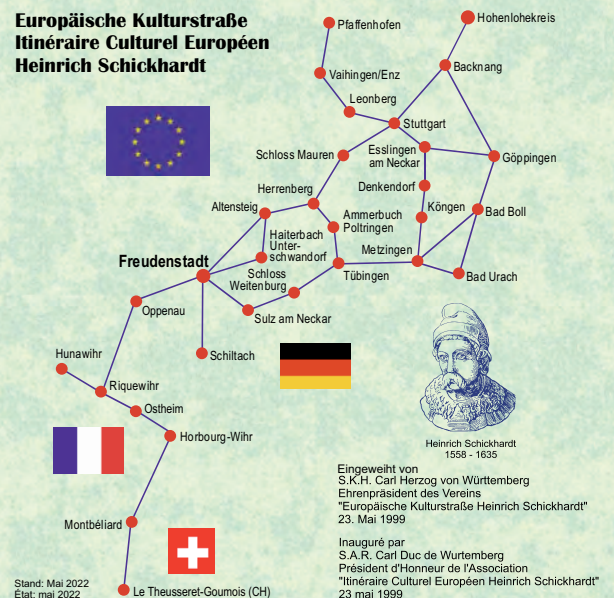 Europäische Kulturstraße
Itinéraire Culturel Européen
Heinrich Schickhardt
Pfaffenhofen
Hohenlohekreis
Vaihingen/Enz
Backnang
Leonberg
Stuttgart
Schloss Mauren
Esslingen
am Neckar
Göppingen
Denkendorf
Herrenberg
Altensteig
Ammerbuch
Poltringen
Köngen
Bad Boll
Haiterbach
Unter-
schwandorf
Metzingen
Freudenstadt
Schloss
Weitenburg
Tübingen
Bad Urach
Oppenau
Sulz am Neckar
Hunawihr
Schiltach
Riquewihr
Ostheim
Horbourg-Wihr
Heinrich Schickhardt
1558 - 1635
Eingeweiht von
S.K.H. Carl Herzog von Württemberg
Ehrenpräsident des Vereins
"Europäische Kulturstraße Heinrich Schickhardt"
23. Mai 1999
Montbéliard
Inauguré par
S.A.R. Carl Duc de Wurtemberg
Président d'Honneur de l'Association
"Itinéraire Culturel Européen Heinrich Schickhardt"
23 mai 1999
Stand: Mai 2022
État: mai 2022
Le Theusseret-Goumois (CH)